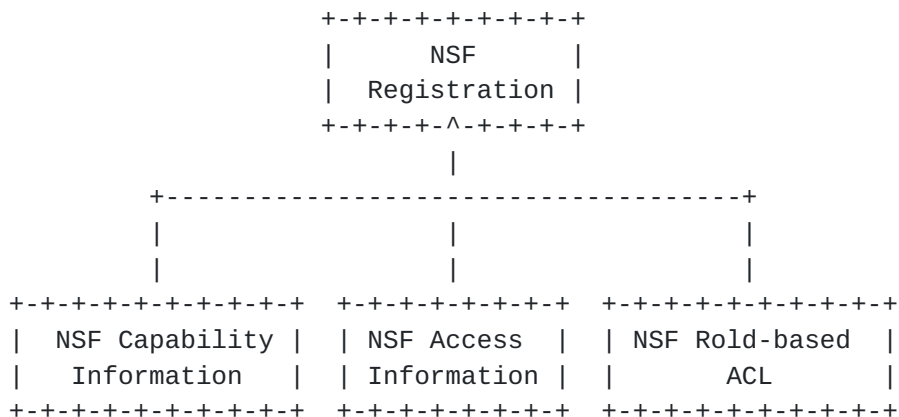 NSF
Registration
NSF Capability
Information
NSF Access
Information
NSF Rold-based
ACL